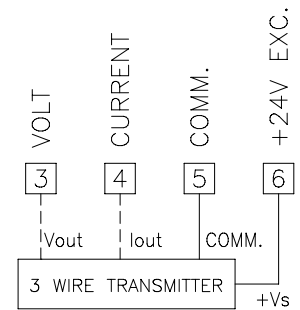 VOLT
CURRENT
COMM.
+24V EXC.
3
4
5
6
Vout
Iout
COMM.
3 WIRE TRANSMITTER
+Vs